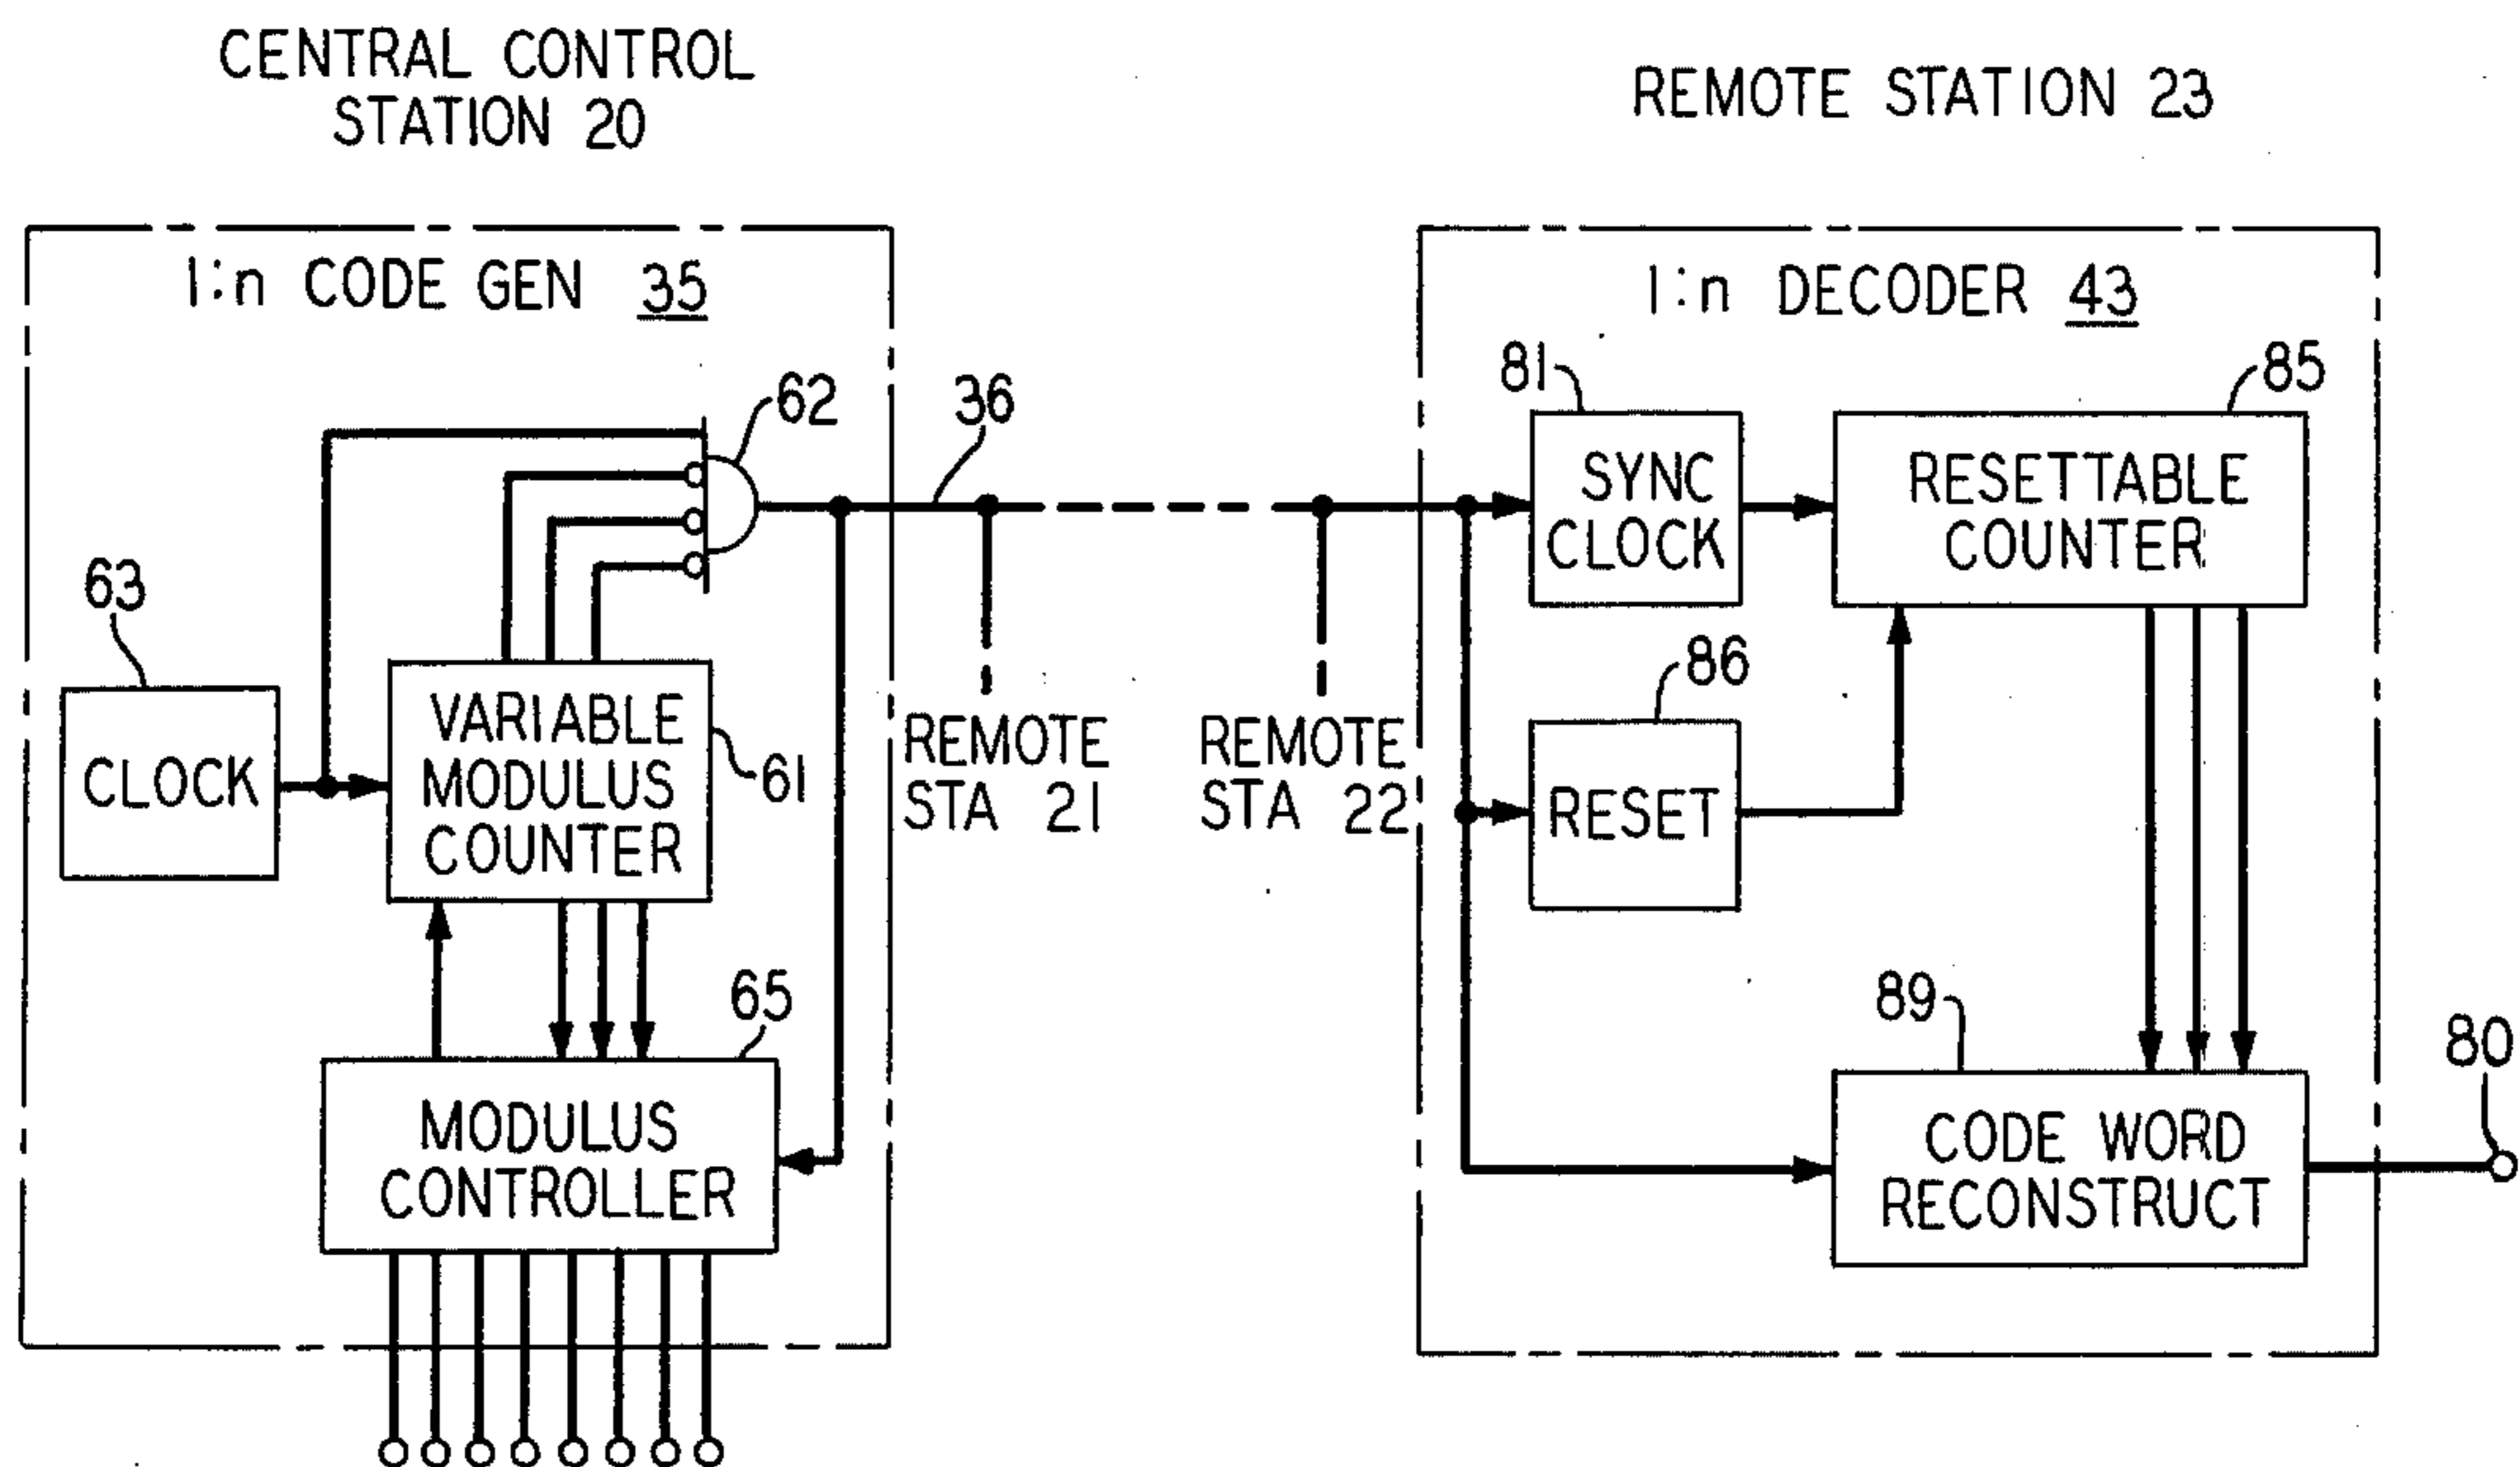 CENTRAL CONTROL
STATION 20
REMOTE STATION 23
1:n CODE GEN 35
1:n DECODER 43
62
36
81
85
SYNC
CLOCK
RESETTABLE
COUNTER
63
CLOCK
VARIABLE
MODULUS
COUNTER
61
REMOTE
STA 21
REMOTE
STA 22
86
RESET
65
MODULUS
CONTROLLER
89
CODE WORD
RECONSTRUCT
80